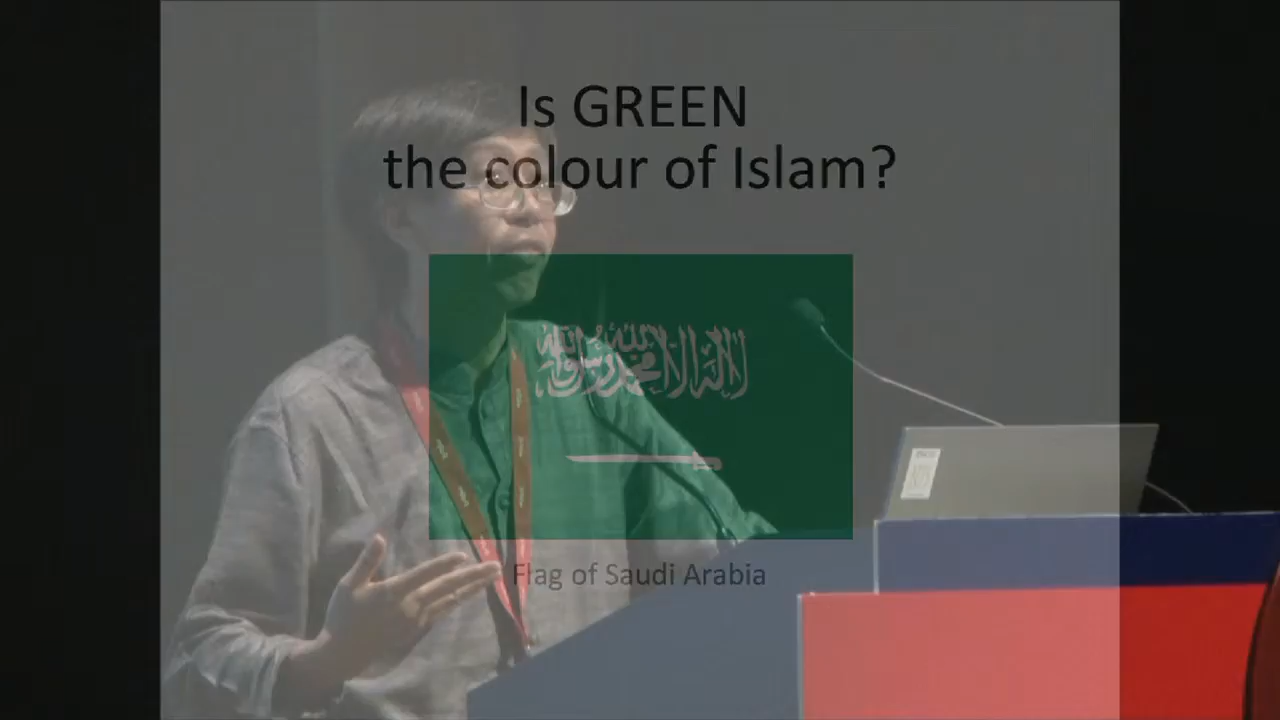 Is GREEN
the colour of Islam?
لا إله إلا الله محمد رسول الله
Flag of Saudi Arabia